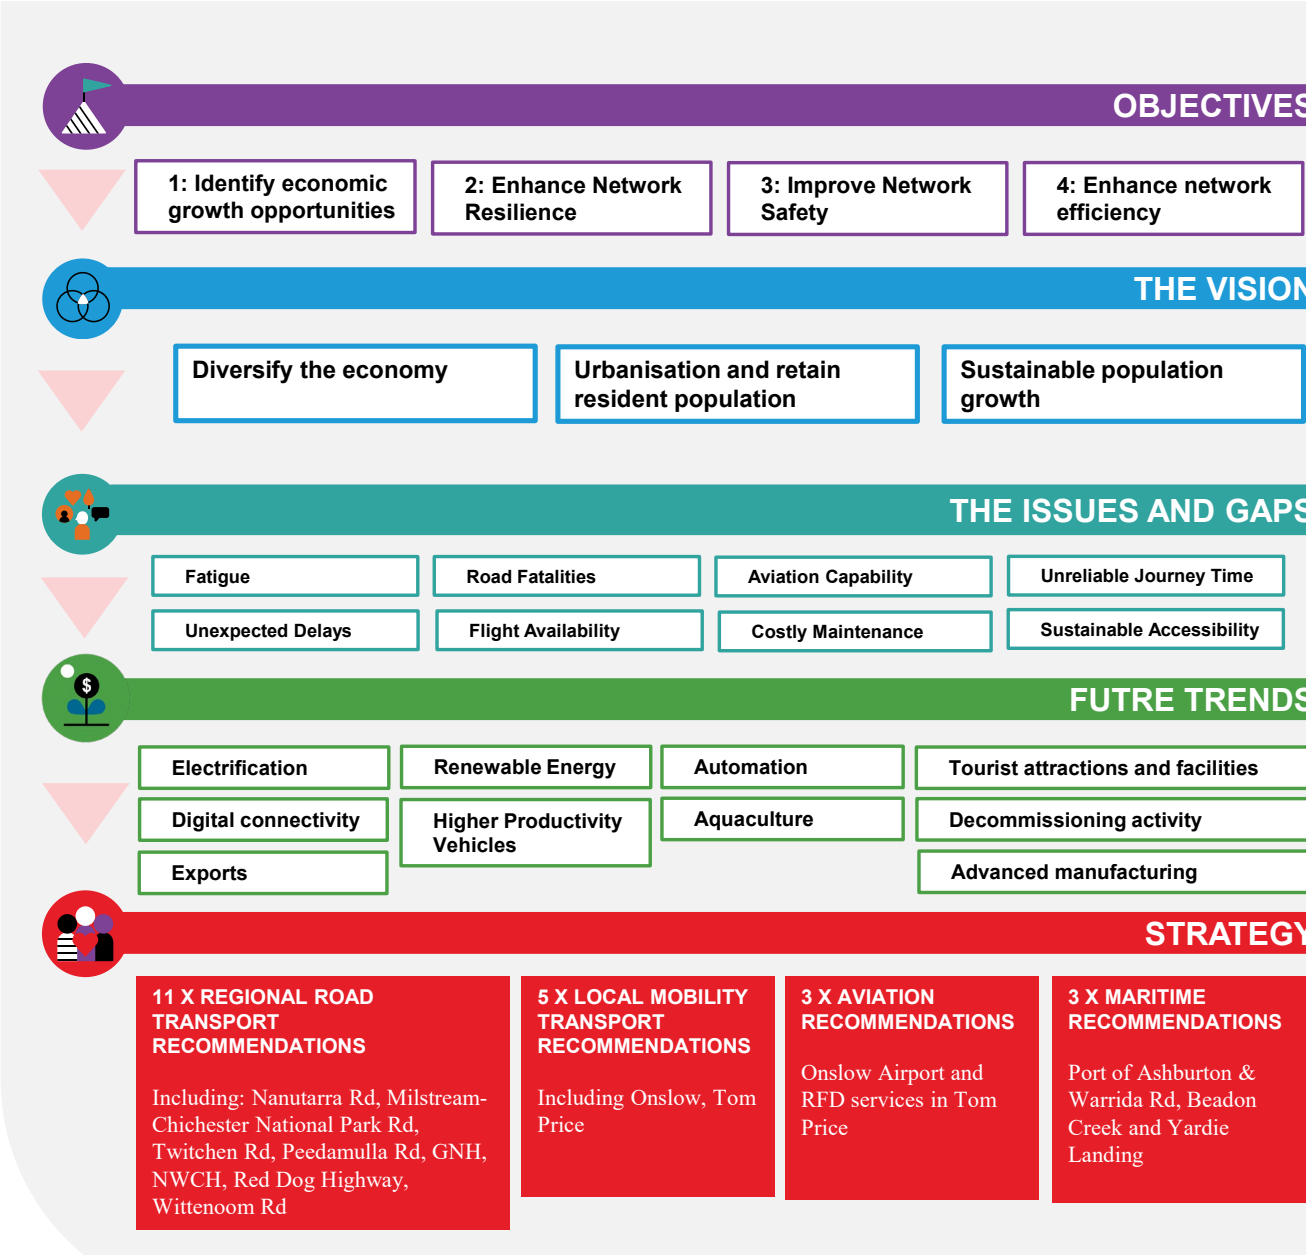 OBJECTIVES
1: Identify economic
growth opportunities
2: Enhance Network
Resilience
3: Improve Network
Safety
4: Enhance network
efficiency
THE VISION
Diversify the economy
Urbanisation and retain
resident population
Sustainable population
growth
THE ISSUES AND GAPS
Fatigue
Road Fatalities
Aviation Capability
Unreliable Journey Time
Unexpected Delays
Flight Availability
Costly Maintenance
Sustainable Accessibility
$
FUTRE TRENDS
Electrification
Renewable Energy
Automation
Tourist attractions and facilities
Digital connectivity
Higher Productivity
Vehicles
Aquaculture
Decommissioning activity
Exports
Advanced manufacturing
STRATEGY
11 X REGIONAL ROAD
TRANSPORT
RECOMMENDATIONS
Including: Nanutarra Rd, Milstream-
Chichester National Park Rd,
Twitchen Rd, Peedamulla Rd, GNH,
NWCH, Red Dog Highway,
Wittenoom Rd
5 X LOCAL MOBILITY
TRANSPORT
RECOMMENDATIONS
Including Onslow, Tom
Price
3 X AVIATION
RECOMMENDATIONS
Onslow Airport and
RFD services in Tom
Price
3 X MARITIME
RECOMMENDATIONS
Port of Ashburton &
Warrida Rd, Beadon
Creek and Yardie
Landing